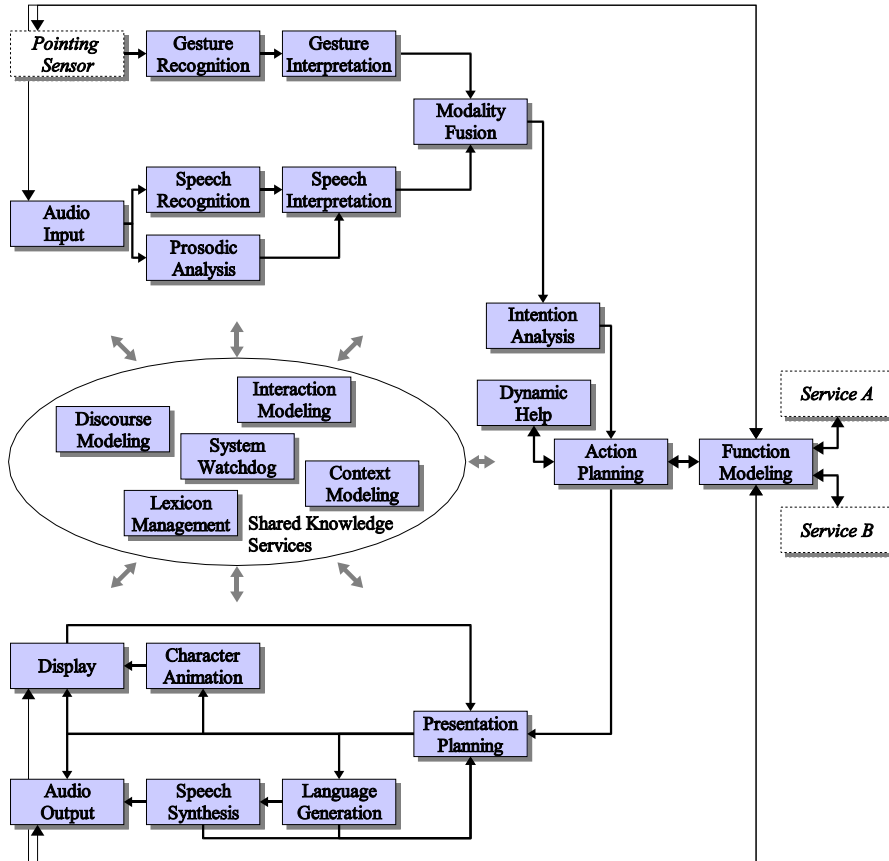 Pointing
Sensor
Gesture
Recognition
Gesture
Interpretation
Modality
Fusion
Speech
Recognition
Speech
Interpretation
Audio
Input
Prosodic
Analysis
Intention
Analysis
Dynamic
Help
Action
Planning
Function
Modeling
Service A
Service B
Interaction
Modeling
Discourse
Modeling
System
Watchdog
Context
Modeling
Lexicon
Management
Shared Knowledge
Services
Display
Character
Animation
Presentation
Planning
Audio
Output
Speech
Synthesis
Language
Generation